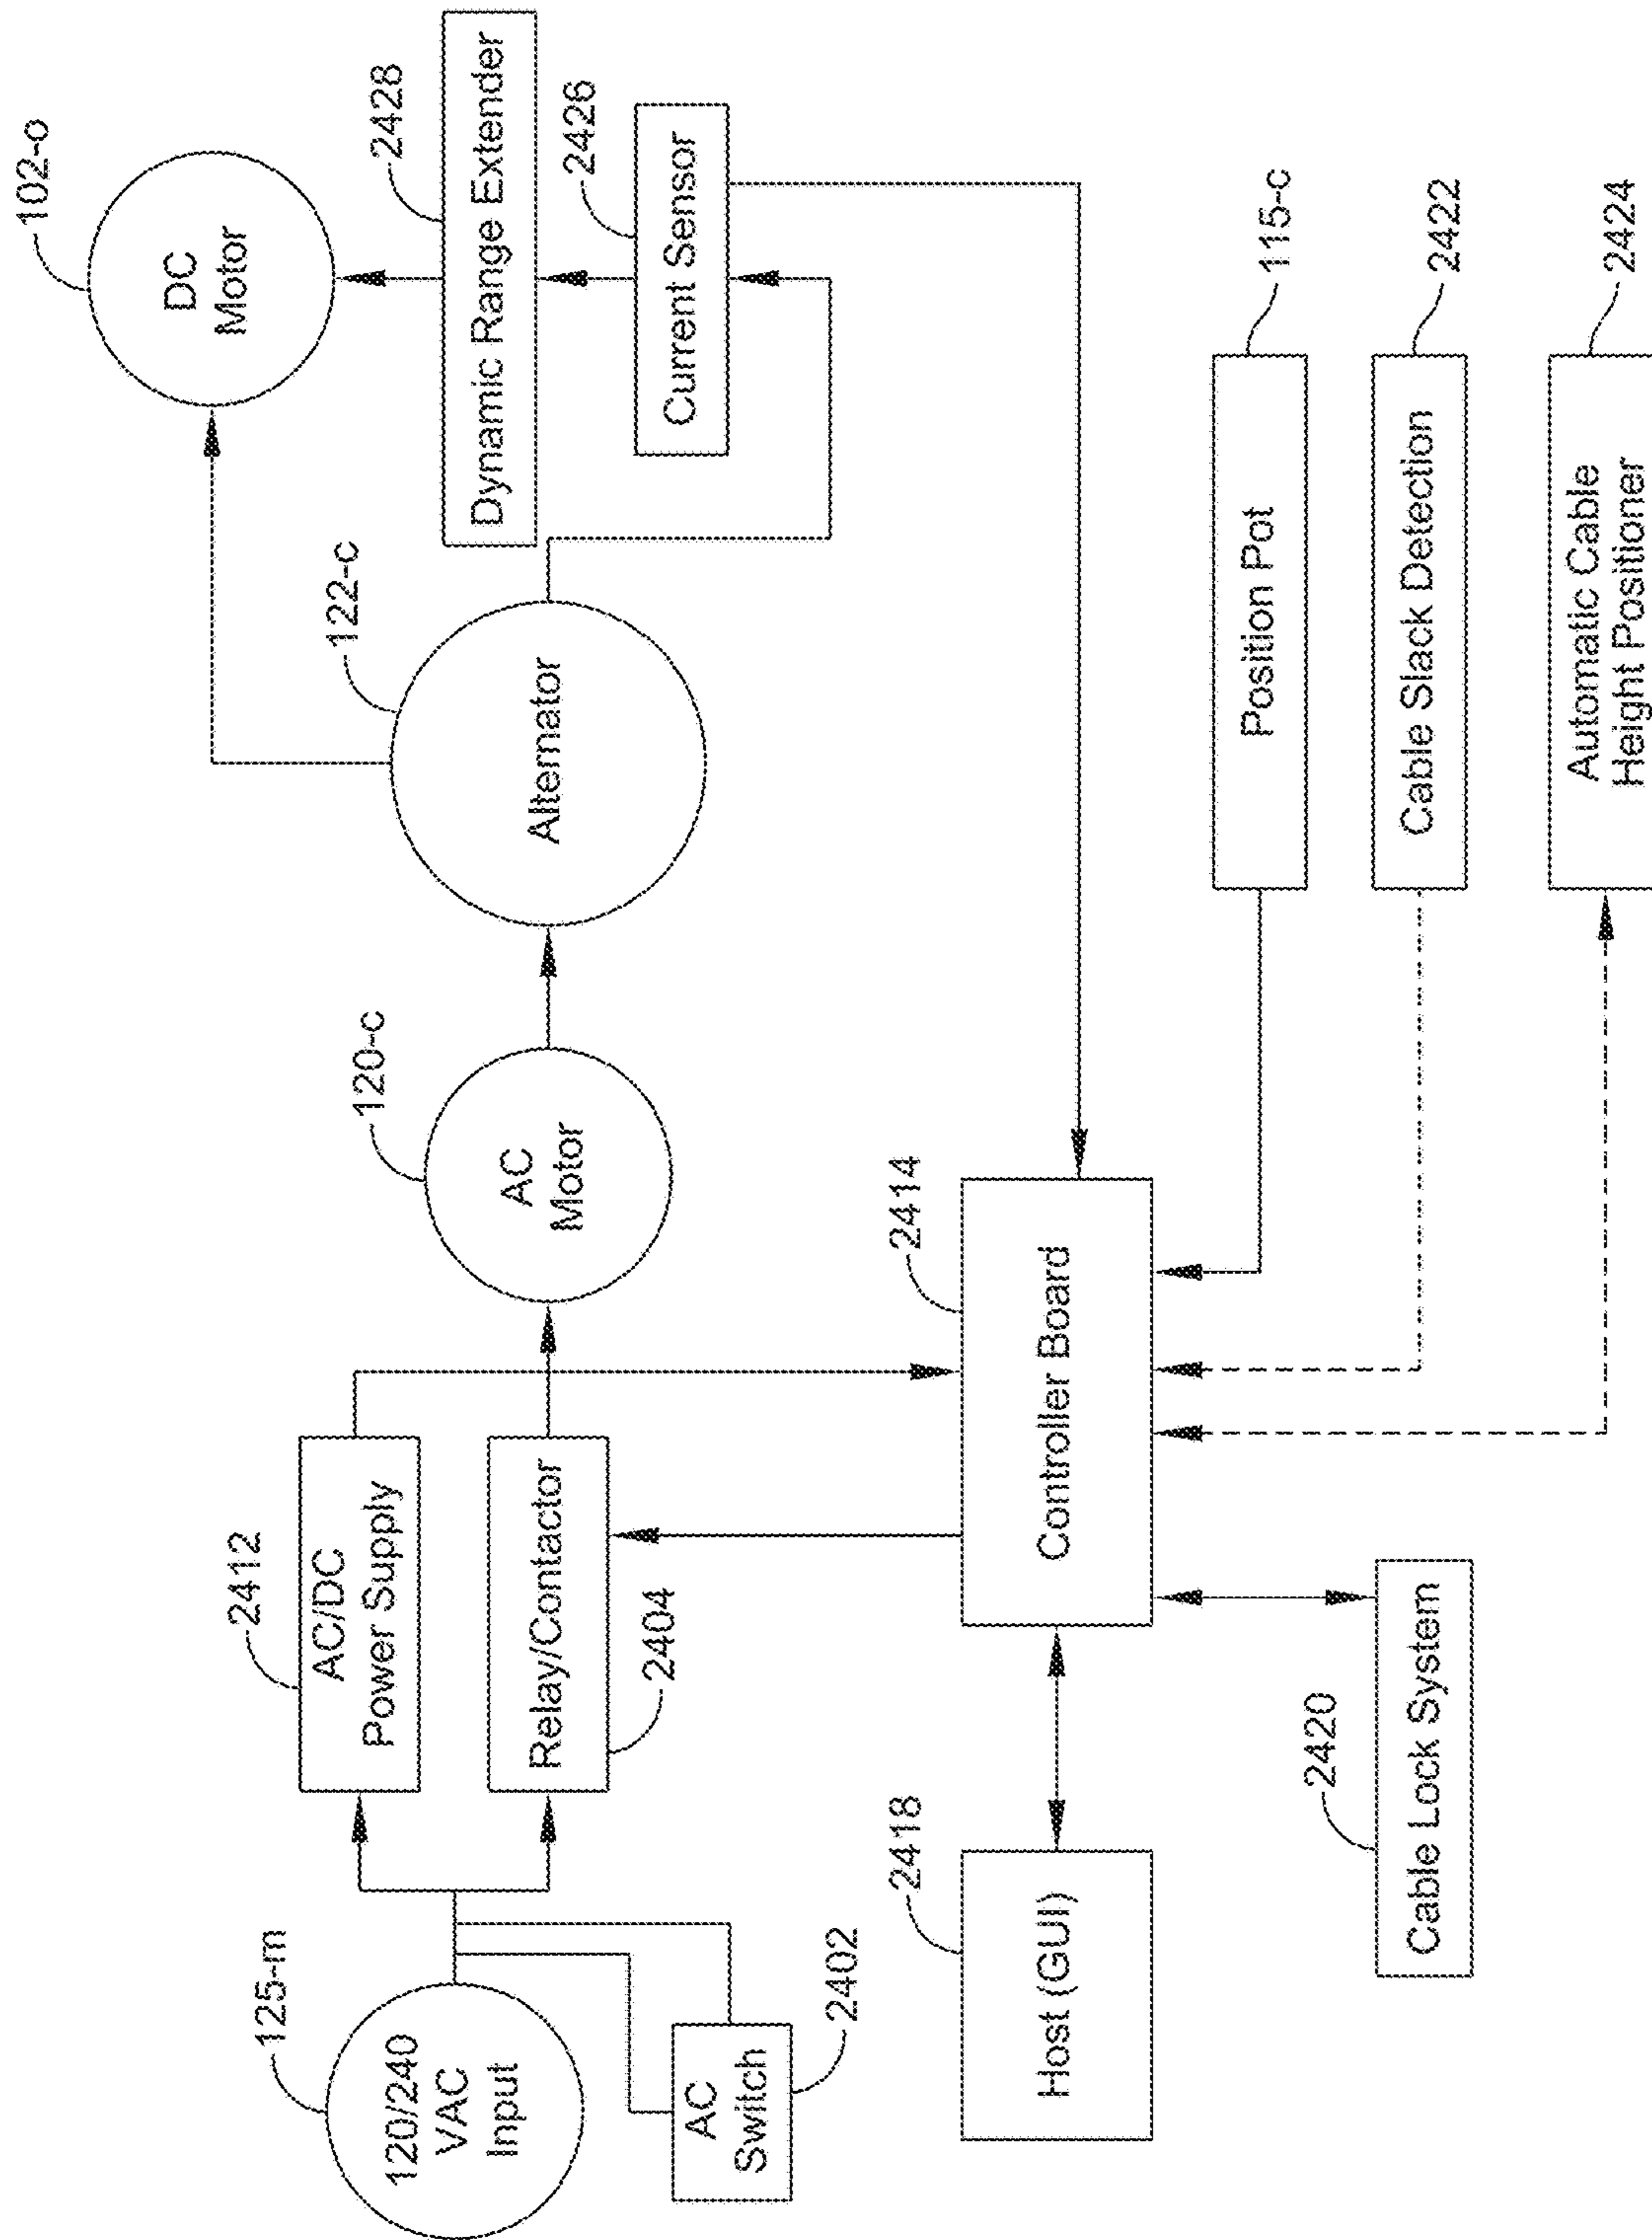 125-m
120/240
VAC
Input
AC
Switch
2402
2412
AC/DC
Power Supply
Relay/Contactor
2404
120-c
AC
Motor
122-c
Alternator
102-o
DC
Motor
2428
Dynamic Range Extender
2426
Current Sensor
2418
Host (GUI)
2414
Controller Board
2420
Cable Lock System
Position Pot
115-c
Cable Slack Detection
2422
Automatic Cable
Height Positioner
2424